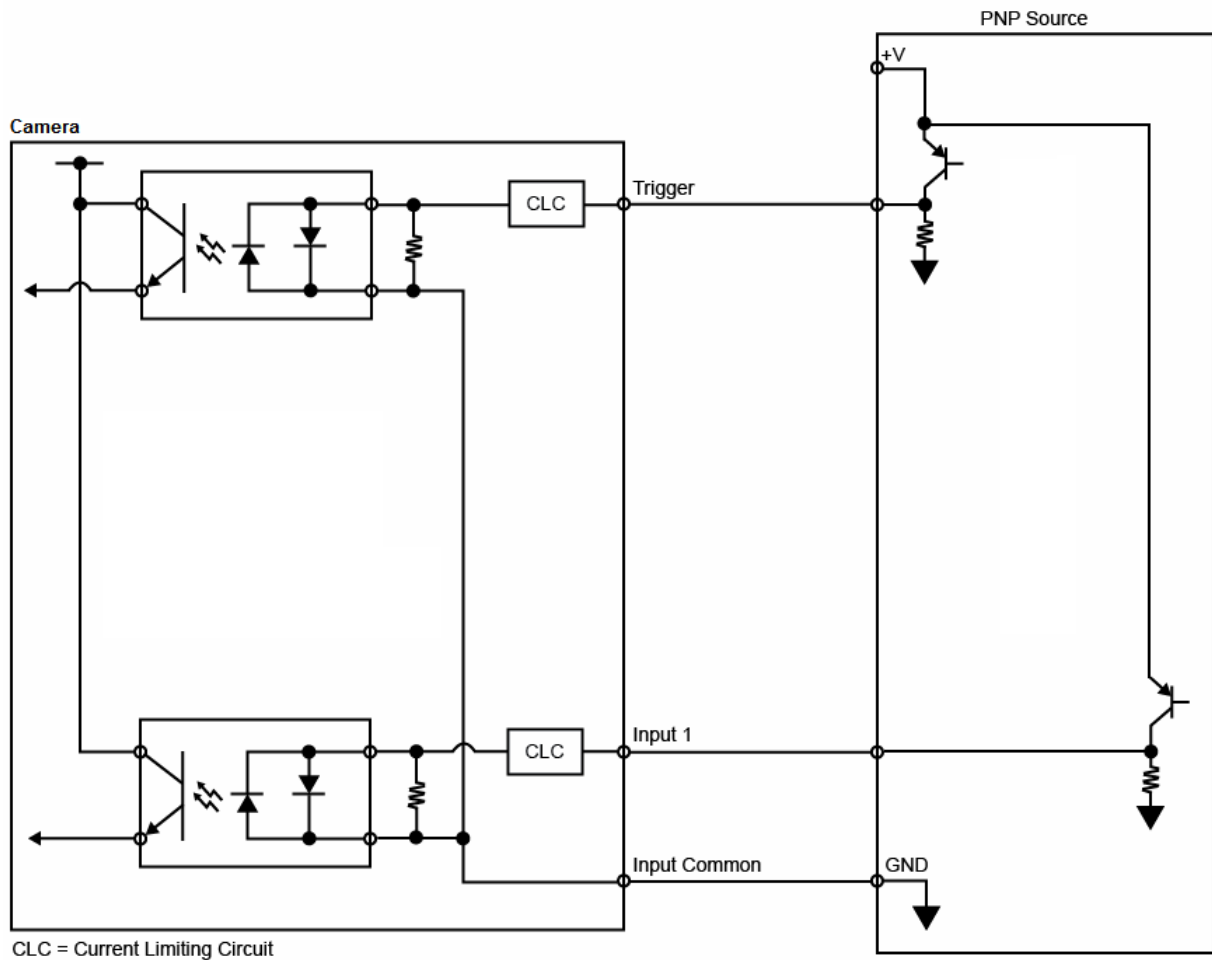 PNP Source
+V
Camera
CLC
Trigger
CLC
Input 1
Input Common
GND
CLC = Current Limiting Circuit